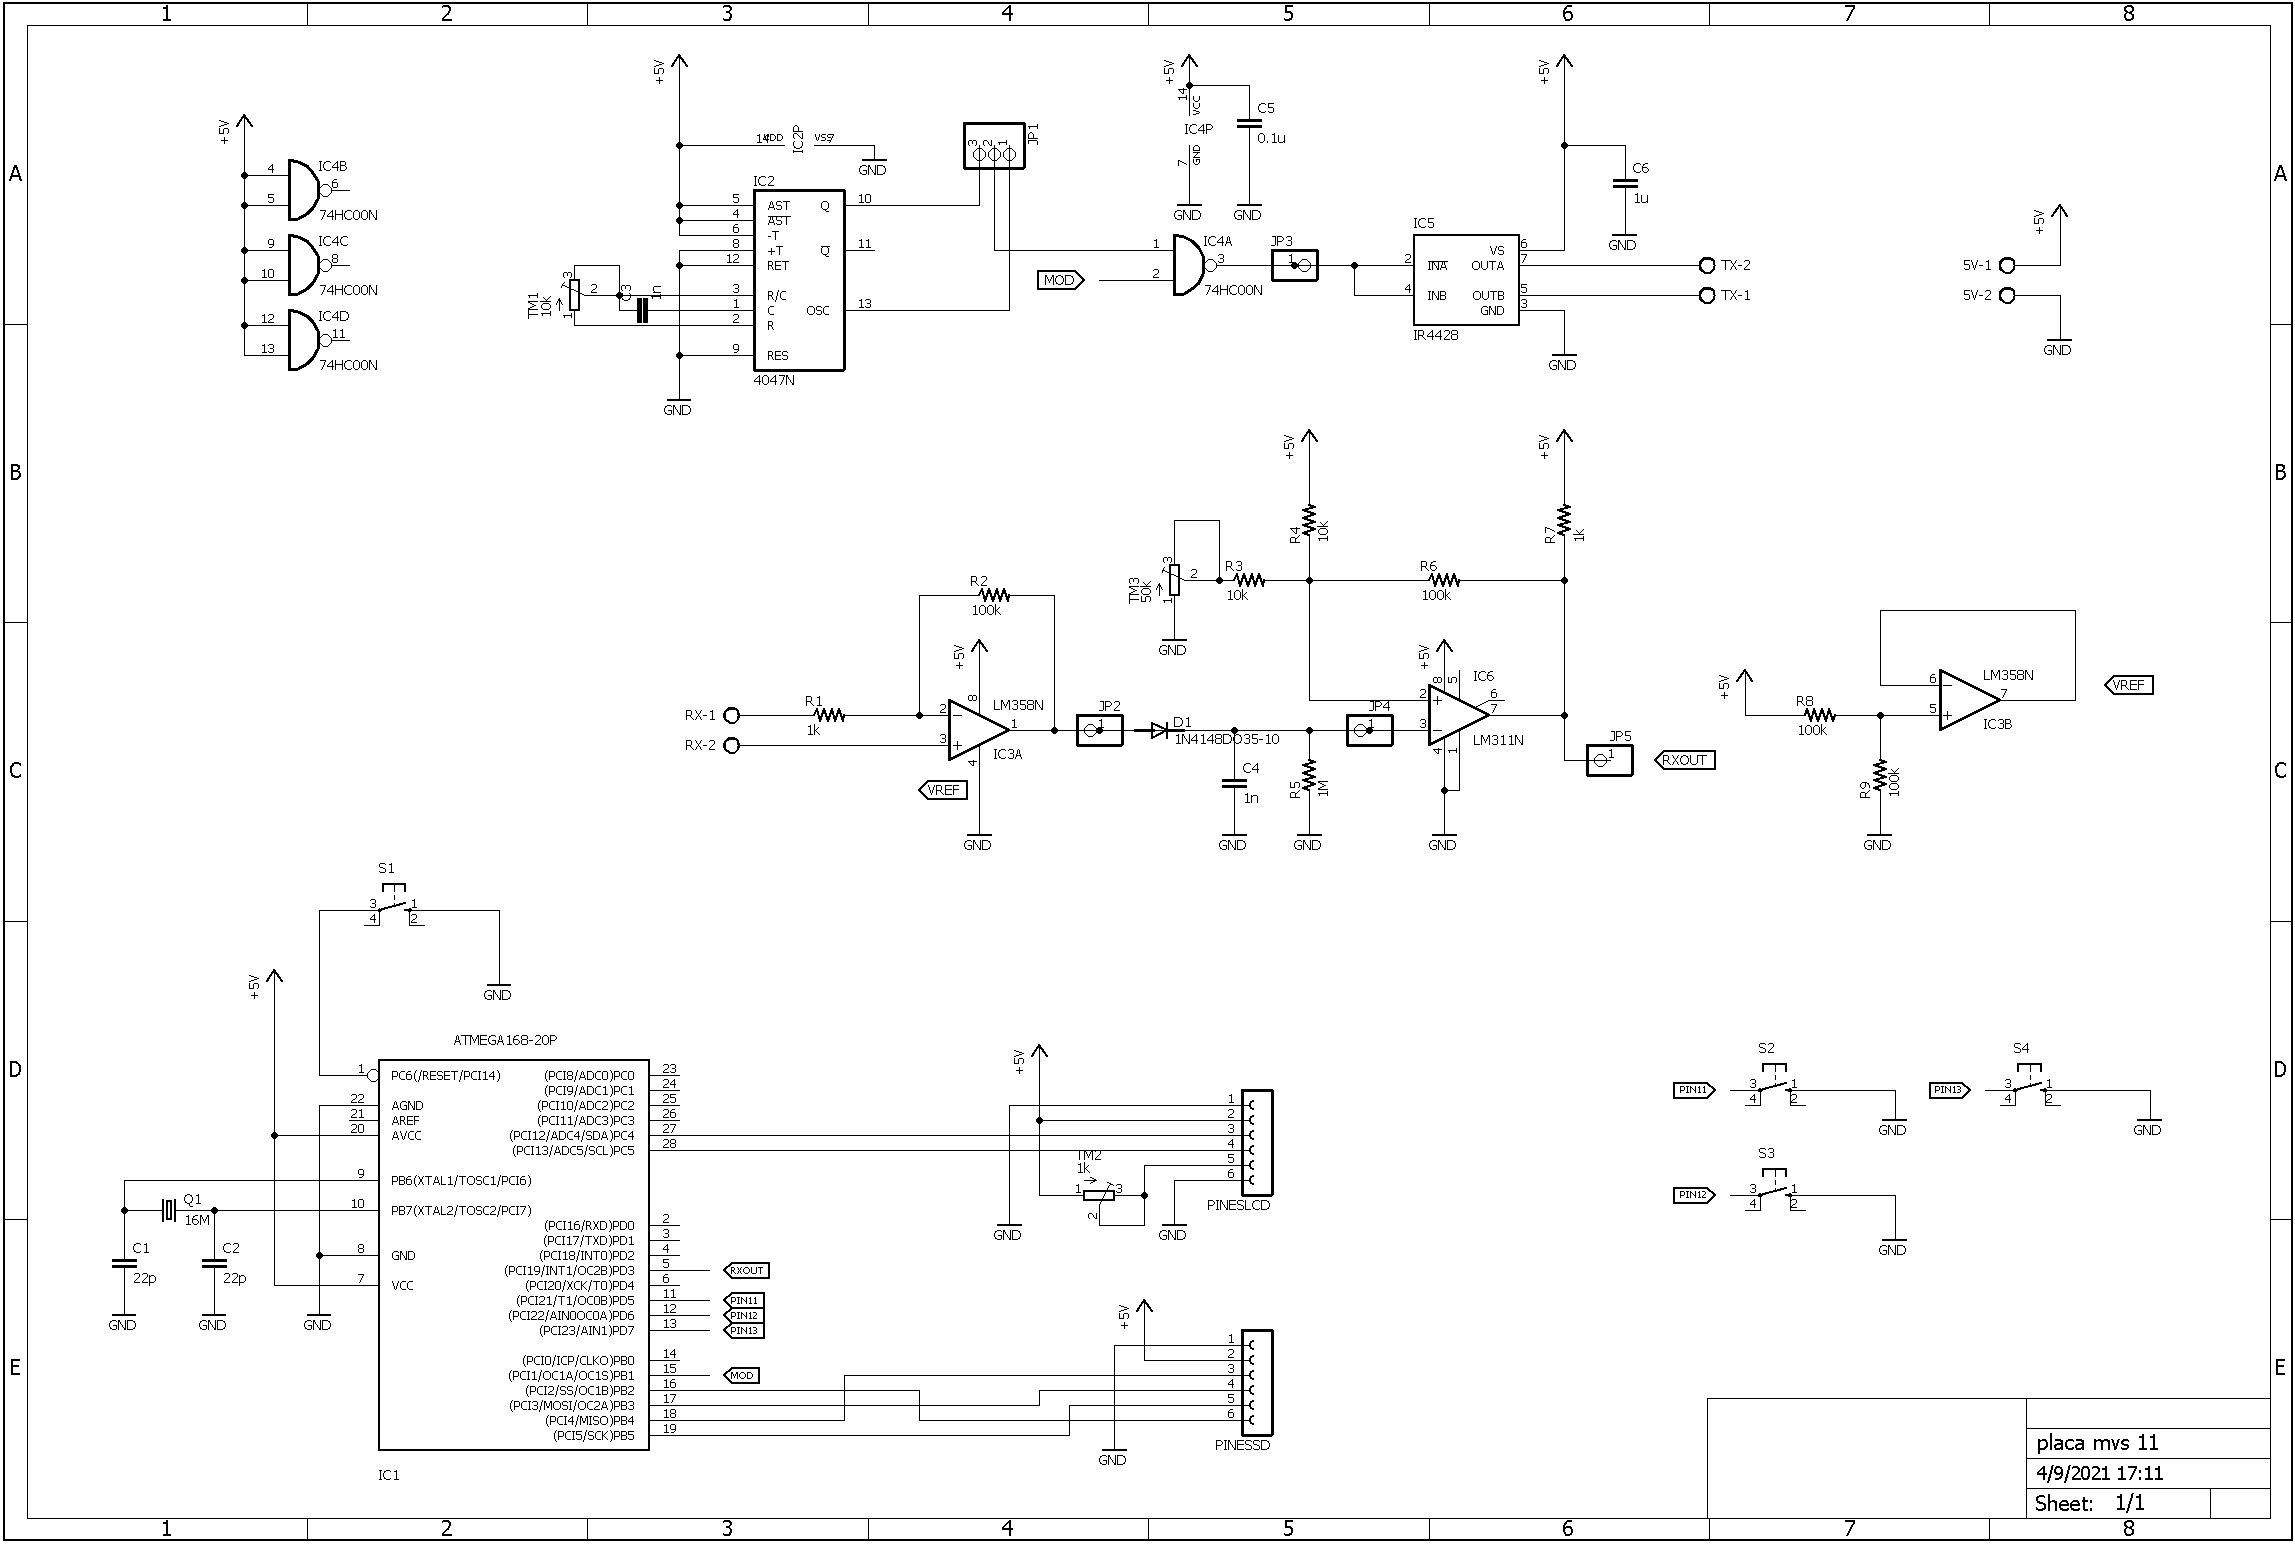 1 2 3 4 5 6 7 8
A
B
C
D
E
+5V
4
5
6
IC4B
74HC00N
9
10
8
IC4C
74HC00N
12
13
11
IC4D
74HC00N
+5V
14 VDD IC2P VSS 7
GND
IC2
5 AST Q 10
4 AST
6 -T
8 +T Q 11
12 RET
3 R/C
1 C OSC 13
2 R
9 RES
4047N
GND
TM1
10k
3
2
1
C3
1n
JP1
3 2 1
+5V
14 VCC
IC4P
7 GND
GND
C5
0.1u
GND
MOD
1
2
3
IC4A
74HC00N
JP3
1
+5V
C6
1u
GND
IC5
VS 6
2 INA OUTA 7
4 INB OUTB 5
GND 3
IR4428
GND
TX-2
TX-1
+5V
5V-1
5V-2
GND
RX-1
RX-2
R1
1k
R2
100k
+5V
8
2
3
1
4
LM358N
IC3A
VREF
GND
JP2
1
D1
1N4148DO35-10
C4
1n
GND
R5
1M
GND
TM3
50k
3
2
1
GND
R3
10k
+5V
R4
10k
R6
100k
+5V
R7
1k
JP4
1
+5V
8 5
IC6
2
3
6
7
4 1
LM311N
GND
JP5
1
RXOUT
+5V
R8
100k
R9
100k
GND
6
5
7
LM358N
IC3B
VREF
S1
3 1
4 2
GND
+5V
ATMEGA168-20P
1 PC6(/RESET/PCI14)
22 AGND
21 AREF
20 AVCC
9 PB6(XTAL1/TOSC1/PCI6)
10 PB7(XTAL2/TOSC2/PCI7)
8 GND
7 VCC
(PCI8/ADC0)PC0 23
(PCI9/ADC1)PC1 24
(PCI10/ADC2)PC2 25
(PCI11/ADC3)PC3 26
(PCI12/ADC4/SDA)PC4 27
(PCI13/ADC5/SCL)PC5 28
(PCI16/RXD)PD0 2
(PCI17/TXD)PD1 3
(PCI18/INT0)PD2 4
(PCI19/INT1/OC2B)PD3 5 RXOUT
(PCI20/XCK/T0)PD4 6
(PCI21/T1/OC0B)PD5 11 PIN11
(PCI22/AIN0OC0A)PD6 12 PIN12
(PCI23/AIN1)PD7 13 PIN13
(PCI0/ICP/CLKO)PB0 14
(PCI1/OC1A/OC1S)PB1 15 MOD
(PCI2/SS/OC1B)PB2 16
(PCI3/MOSI/OC2A)PB3 17
(PCI4/MISO)PB4 18
(PCI5/SCK)PB5 19
IC1
Q1
16M
C1
22p
C2
22p
GND
GND
GND
+5V
1
2
3
4
5
6
PINESLCD
TM2
1k
1 3
2
GND
GND
+5V
1
2
3
4
5
6
PINESSD
GND
S2
PIN11
3 1
4 2
GND
S4
PIN13
3 1
4 2
GND
S3
PIN12
3 1
4 2
GND
placa mvs 11
4/9/2021 17:11
Sheet: 1/1
A
B
C
D
E
1 2 3 4 5 6 7 8